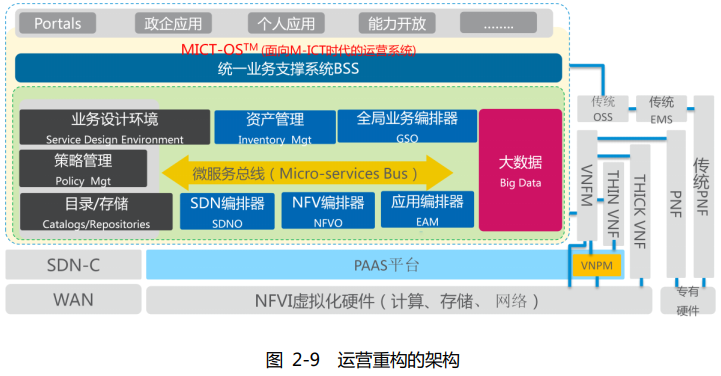 Portals
政企应用
个人应用
能力开放
........
MICT-OS™ (面向M-ICT时代的运营系统)
统一业务支撑系统BSS
业务设计环境
Service Design Environment
资产管理
Inventory Mgt
全局业务编排器
GSO
大数据
Big Data
策略管理
Policy Mgt
微服务总线（Micro-services Bus）
目录/存储
Catalogs/Repositories
SDN编排器
SDNO
NFV编排器
NFVO
应用编排器
EAM
传统
OSS
传统
EMS
传统PNF
VNFM
THIN VNF
THICK VNF
PNF
SDN-C
PAAS平台
VNPM
WAN
NFVI虚拟化硬件（计算、存储、 网络）
专有
硬件
图 2-9 运营重构的架构